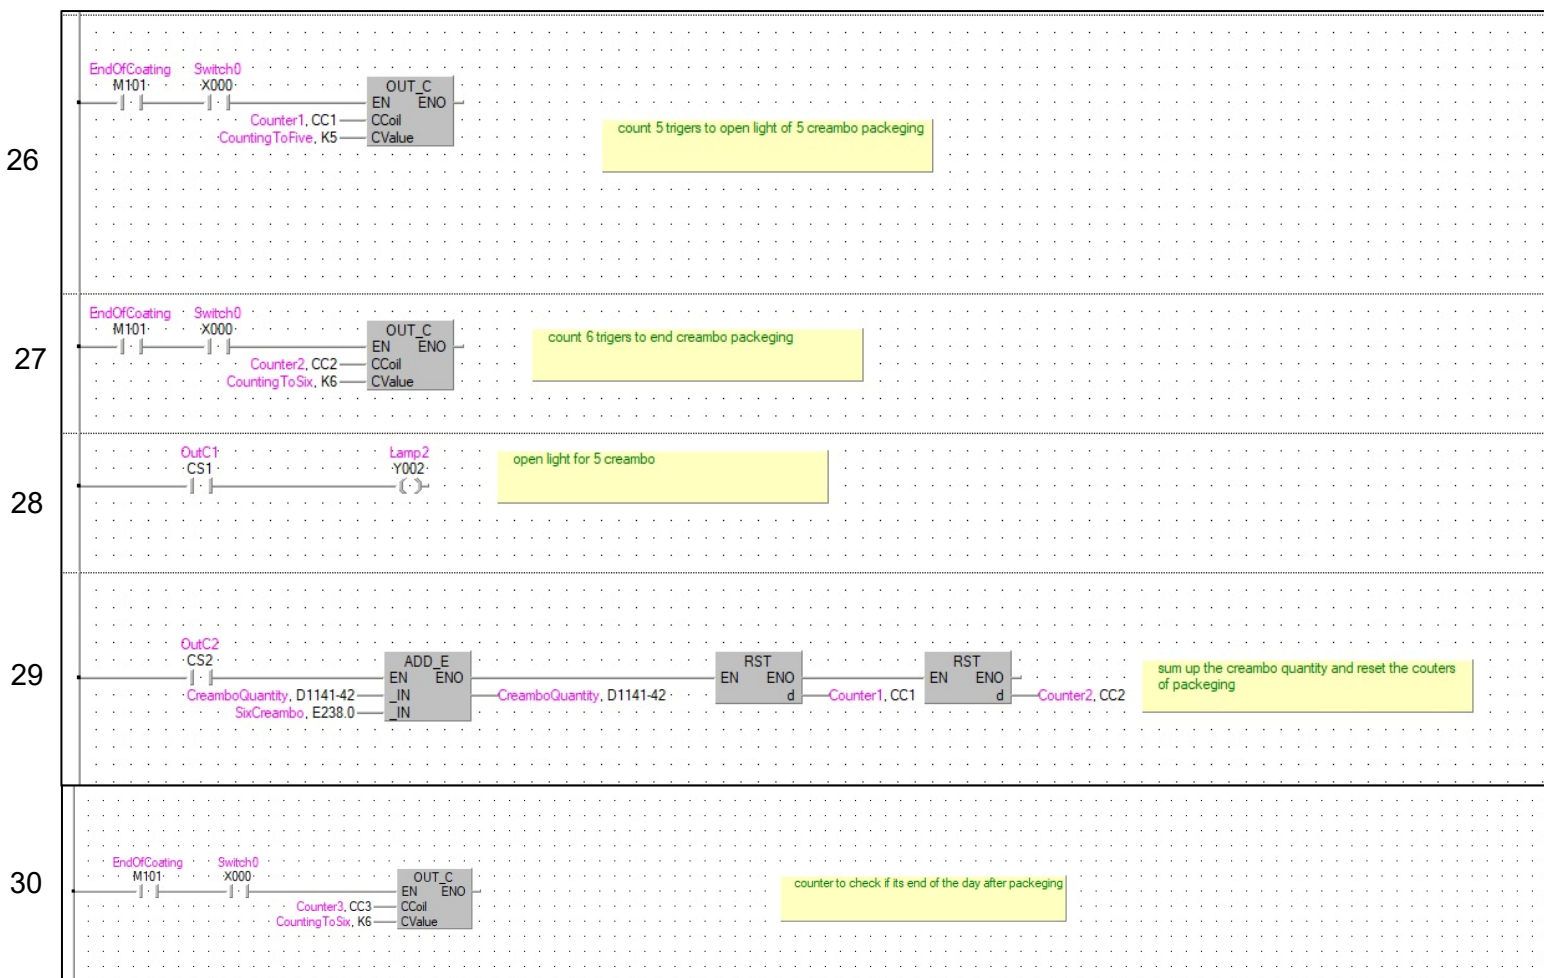 26
EndOfCoating Switch0
M101 X000
OUT_C
EN ENO
Counter1, CC1 CCoil
CountingToFive, K5 CValue
count 5 trigers to open light of 5 creambo packeging
27
EndOfCoating Switch0
M101 X000
OUT_C
EN ENO
Counter2, CC2 CCoil
CountingToSix, K6 CValue
count 6 trigers to end creambo packeging
28
OutC1 Lamp2
CS1 Y002
open light for 5 creambo
29
OutC2
CS2 ADD_E RST RST
EN ENO EN ENO EN ENO
CreamboQuantity, D1141-42 _IN CreamboQuantity, D1141-42 d Counter1, CC1 d Counter2, CC2
SixCreambo, E238.0 _IN
sum up the creambo quantity and reset the couters
of packeging
30
EndOfCoating Switch0
M101 X000
OUT_C
EN ENO
Counter3, CC3 CCoil
CountingToSix, K6 CValue
counter to check if its end of the day after packeging